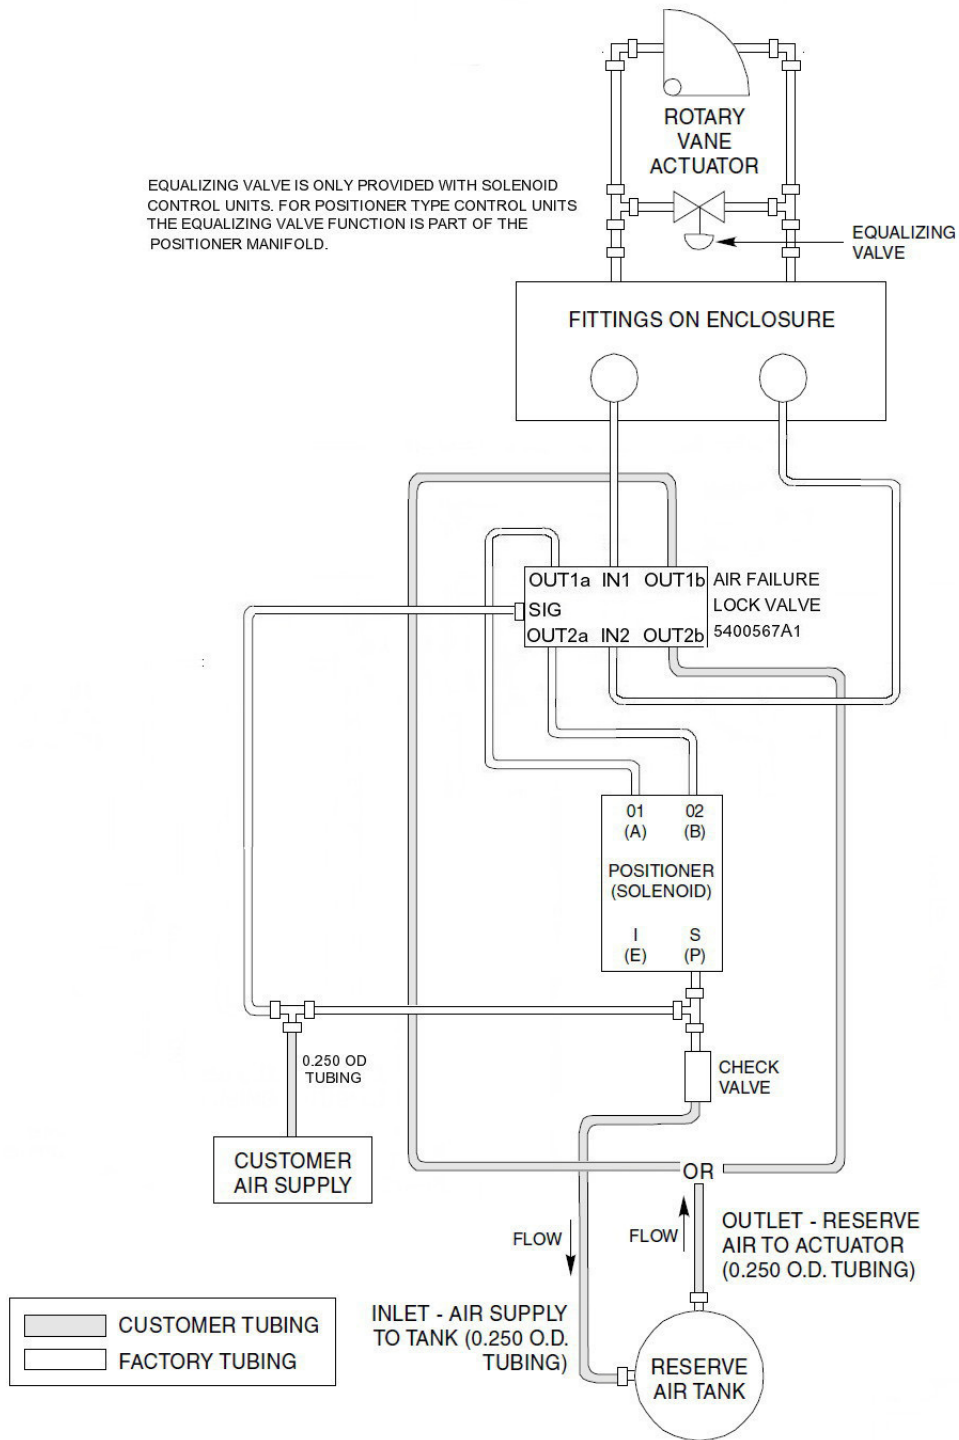 ROTARY
VANE
ACTUATOR
EQUALIZING VALVE IS ONLY PROVIDED WITH SOLENOID
CONTROL UNITS. FOR POSITIONER TYPE CONTROL UNITS
THE EQUALIZING VALVE FUNCTION IS PART OF THE
POSITIONER MANIFOLD.
EQUALIZING
VALVE
FITTINGS ON ENCLOSURE
OUT1a IN1 OUT1b
SIG
OUT2a IN2 OUT2b
AIR FAILURE
LOCK VALVE
5400567A1
01 02
(A) (B)
POSITIONER
(SOLENOID)
I S
(E) (P)
0.250 OD
TUBING
CHECK
VALVE
CUSTOMER
AIR SUPPLY
OR
FLOW
FLOW
OUTLET - RESERVE
AIR TO ACTUATOR
(0.250 O.D. TUBING)
INLET - AIR SUPPLY
TO TANK (0.250 O.D.
TUBING)
CUSTOMER TUBING
FACTORY TUBING
RESERVE
AIR TANK